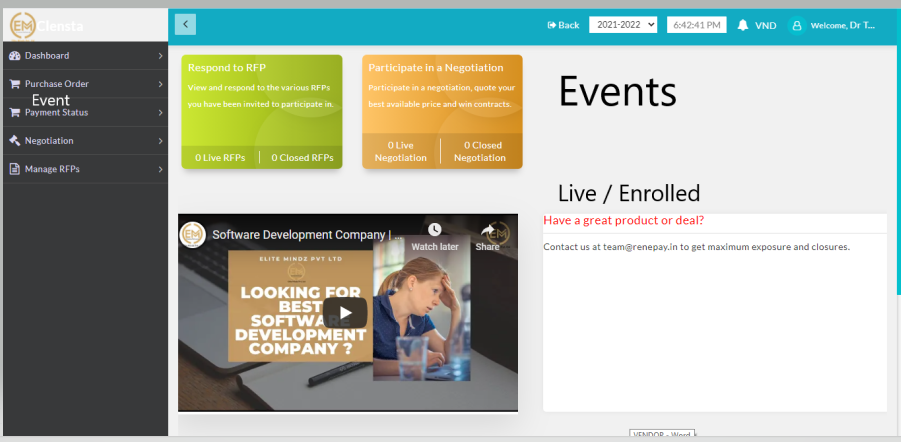 EM Clensta
Back
2021-2022
6:42:41 PM
VND
Welcome, Dr T...
Dashboard
Purchase Order
Event
Payment Status
Negotiation
Manage RFPs
Respond to RFP
View and respond to the various RFPs
you have been invited to participate in.
0 Live RFPs
0 Closed RFPs
Participate in a Negotiation
Participate in a negotiation, quote your
best available price and win contracts.
0 Live
Negotiation
0 Closed
Negotiation
Events
Live / Enrolled
EM
Software Development Company | ...
Watch later
Share
EM
ELITE MINDZ PVT LTD
LOOKING FOR
BEST
SOFTWARE
DEVELOPMENT
COMPANY ?
Have a great product or deal?
Contact us at team@renepay.in to get maximum exposure and closures.
VENDOR - Word